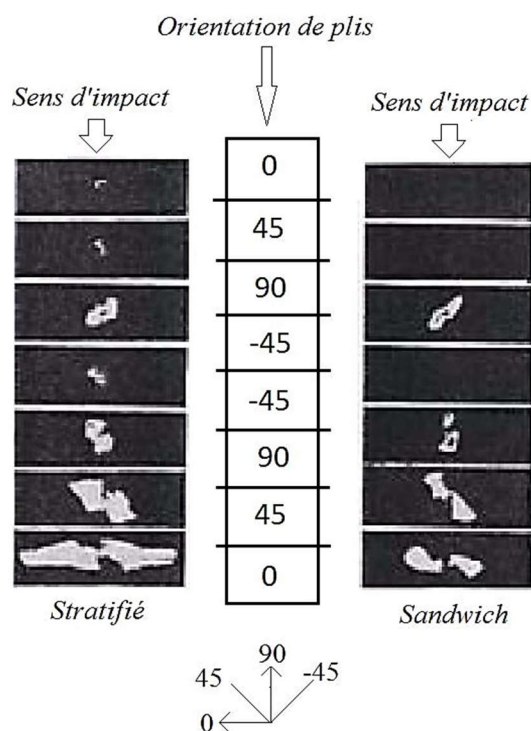 Orientation de plis
Sens d'impact
Sens d'impact
0
45
90
-45
-45
90
45
0
Stratifié
Sandwich
90
45
-45
0